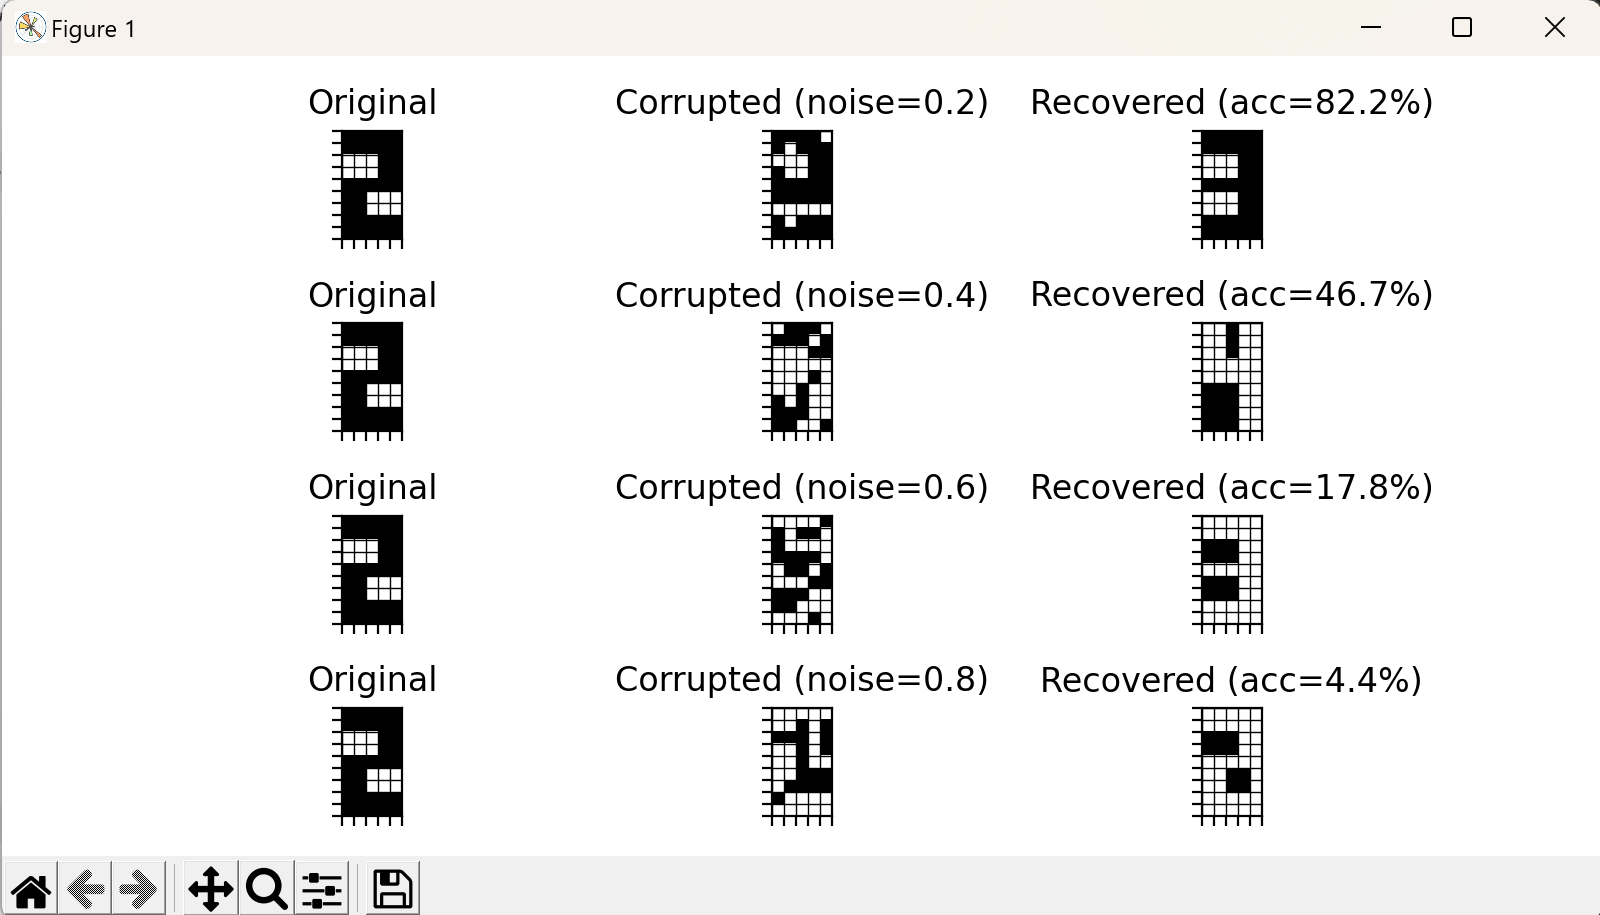 Figure 1
Original
Corrupted (noise=0.2)
Recovered (acc=82.2%)
Original
Corrupted (noise=0.4)
Recovered (acc=46.7%)
Original
Corrupted (noise=0.6)
Recovered (acc=17.8%)
Original
Corrupted (noise=0.8)
Recovered (acc=4.4%)